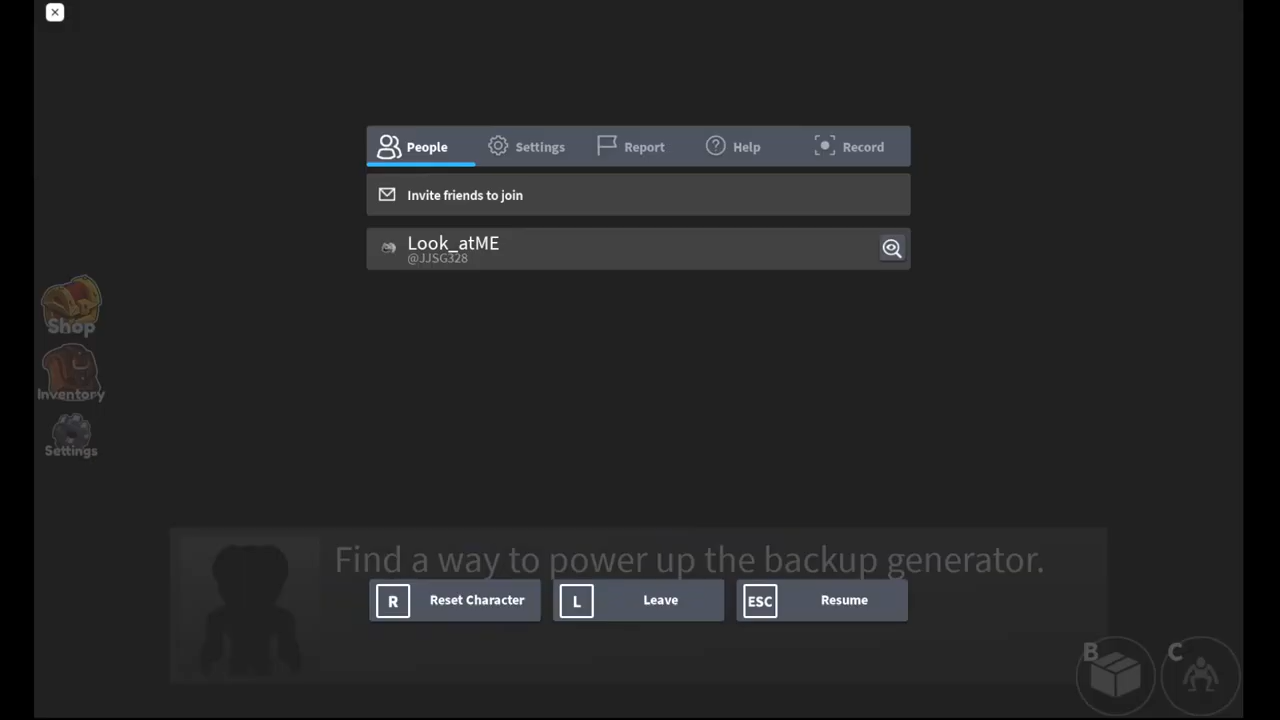 People
Settings
Report
Help
Record
Invite friends to join
Look_atME
@JJSG328
Shop
Inventory
Settings
Find a way to power up the backup generator.
R Reset Character
L Leave
ESC Resume
B
C